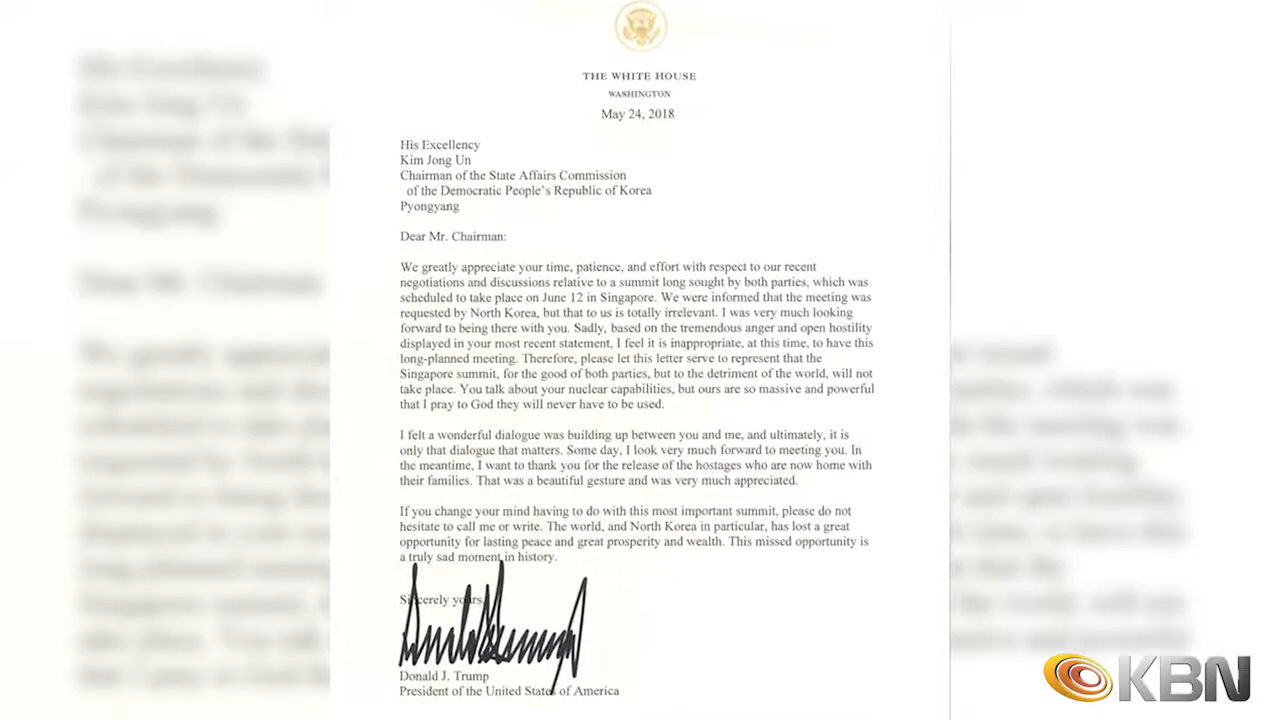 THE WHITE HOUSE
WASHINGTON
May 24, 2018
His Excellency
Kim Jong Un
Chairman of the State Affairs Commission
of the Democratic People's Republic of Korea
Pyongyang
Dear Mr. Chairman:
We greatly appreciate your time, patience, and effort with respect to our recent
negotiations and discussions relative to a summit long sought by both parties, which was
scheduled to take place on June 12 in Singapore. We were informed that the meeting was
requested by North Korea, but that to us is totally irrelevant. I was very much looking
forward to being there with you. Sadly, based on the tremendous anger and open hostility
displayed in your most recent statement, I feel it is inappropriate, at this time, to have this
long-planned meeting. Therefore, please let this letter serve to represent that the
Singapore summit, for the good of both parties, but to the detriment of the world, will not
take place. You talk about your nuclear capabilities, but ours are so massive and powerful
that I pray to God they will never have to be used.
I felt a wonderful dialogue was building up between you and me, and ultimately, it is
only that dialogue that matters. Some day, I look very much forward to meeting you. In
the meantime, I want to thank you for the release of the hostages who are now home with
their families. That was a beautiful gesture and was very much appreciated.
If you change your mind having to do with this most important summit, please do not
hesitate to call me or write. The world, and North Korea in particular, has lost a great
opportunity for lasting peace and great prosperity and wealth. This missed opportunity is
a truly sad moment in history.
Sincerely yours,
Donald J. Trump
President of the United States of America
KBN